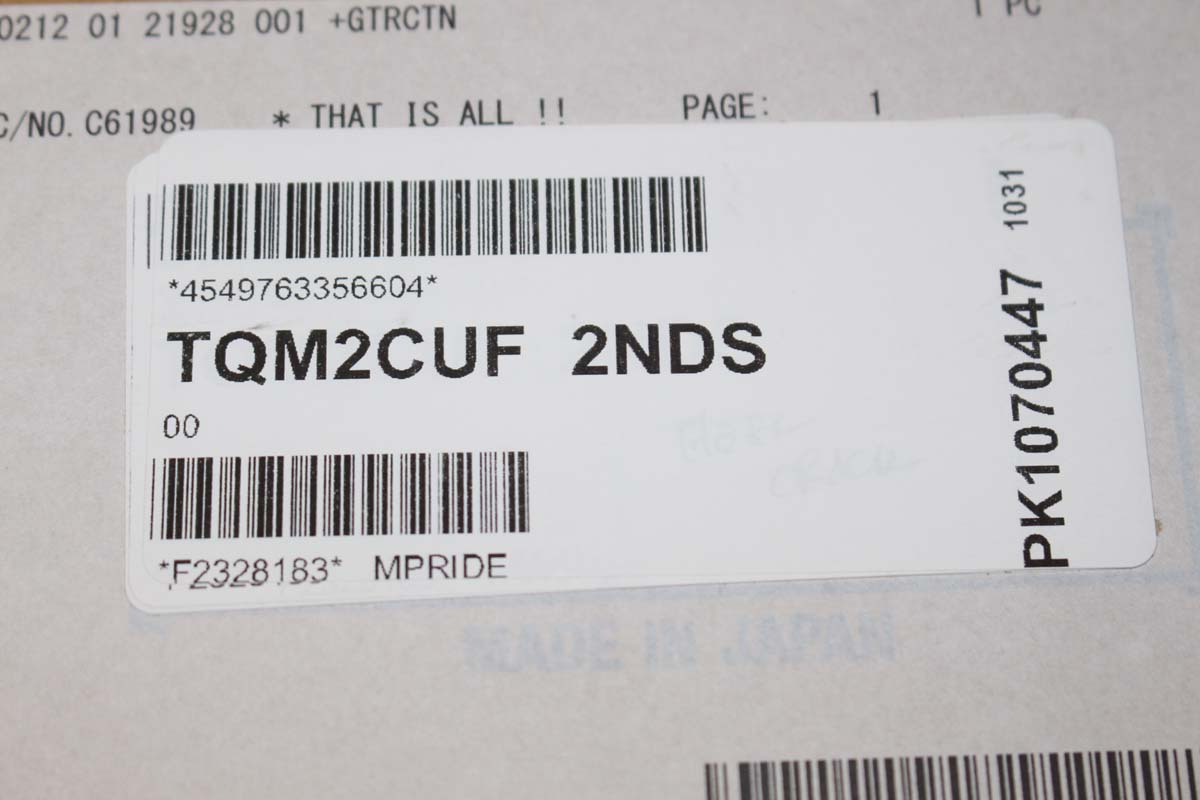 0212 01 21928 001 +GTRCTN
1 PC
C/NO. C61989 * THAT IS ALL !! PAGE: 1
*4549763356604*
TQM2CUF 2NDS
00
*F2328183* MPRIDE
PK1070447 1031
MADE IN JAPAN